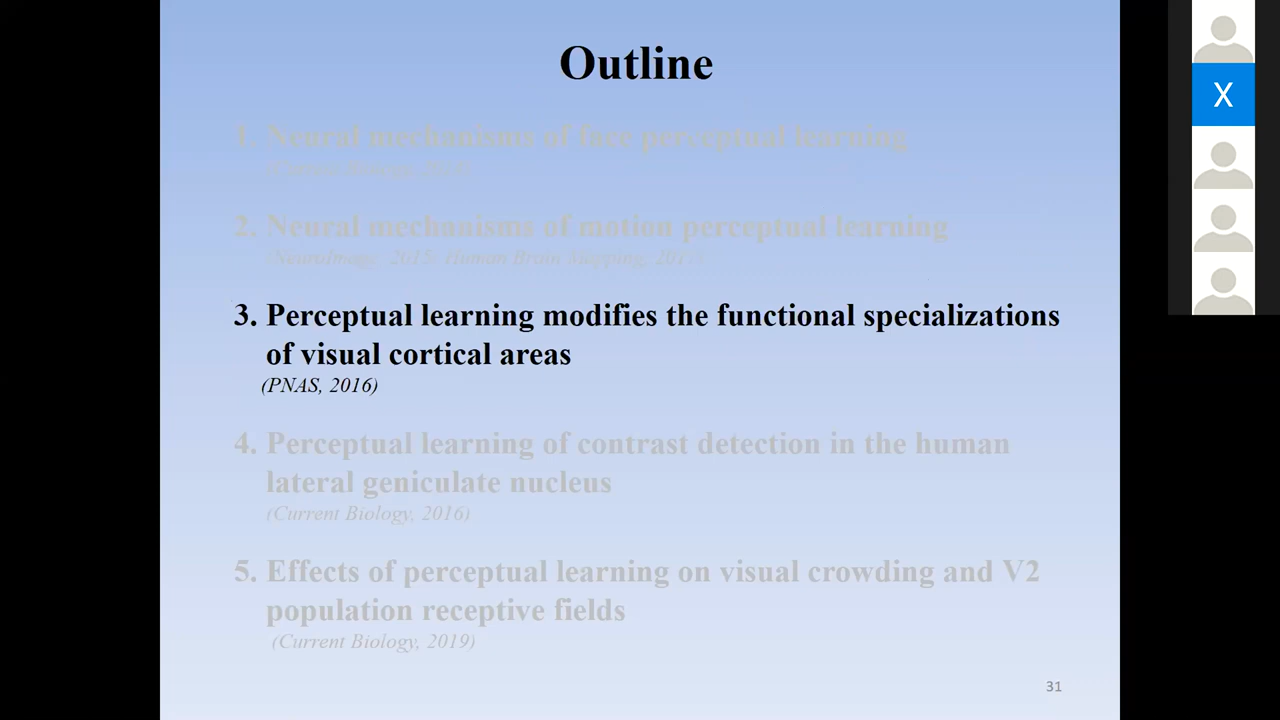 Outline
1. Neural mechanisms of face perceptual learning
(Current Biology, 2014)
2. Neural mechanisms of motion perceptual learning
(NeuroImage, 2015; Human Brain Mapping, 2017)
3. Perceptual learning modifies the functional specializations
of visual cortical areas
(PNAS, 2016)
4. Perceptual learning of contrast detection in the human
lateral geniculate nucleus
(Current Biology, 2016)
5. Effects of perceptual learning on visual crowding and V2
population receptive fields
(Current Biology, 2019)
31
X